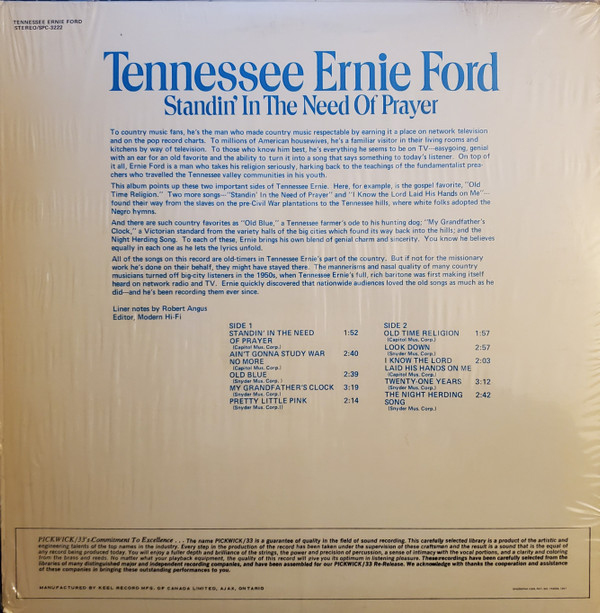 TENNESSEE ERNIE FORD
STEREO/SPC-3222
Tennessee Ernie Ford
Standin' In The Need Of Prayer
To country music fans, he's the man who made country music respectable by earning it a place on network television
and on the pop record charts. To millions of American housewives, he's a familiar visitor in their living rooms and
kitchens by way of television. To those who know him best, he's everything he seems to be on TV—easygoing, genial
with an ear for an old favorite and the ability to turn it into a song that says something to today's listener. On top of
it all, Ernie Ford is a man who takes his religion seriously, harking back to the teachings of the fundamentalist prea-
chers who travelled the Tennessee valley communities in his youth.
This album points up these two important sides of Tennessee Ernie. Here, for example, is the gospel favorite, "Old
Time Religion." Two more songs—"Standin' In the Need of Prayer" and "I Know the Lord Laid His Hands on Me"—
found their way from the slaves on the pre-Civil War plantations to the Tennessee hills, where white folks adopted the
Negro hymns.
And there are such country favorites as "Old Blue," a Tennessee farmer's ode to his hunting dog; "My Grandfather's
Clock," a Victorian standard from the variety halls of the big cities which found its way back into the hills; and the
Night Herding Song. To each of these, Ernie brings his own blend of genial charm and sincerity. You know he believes
equally in each one as he lets the lyrics unfold.
All of the songs on this record are old-timers in Tennessee Ernie's part of the country. But if not for the missionary
work he's done on their behalf, they might have stayed there. The mannerisms and nasal quality of many country
musicians turned off big-city listeners in the 1950s, when Tennessee Ernie's full, rich baritone was first making itself
heard on network radio and TV. Ernie quickly discovered that nationwide audiences loved the old songs as much as he
did—and he's been recording them ever since.
Liner notes by Robert Angus
Editor, Modern Hi-Fi
SIDE 1
STANDIN' IN THE NEED 1:52
OF PRAYER
(Capitol Mus. Corp.)
AIN'T GONNA STUDY WAR 2:40
NO MORE
(Capitol Mus. Corp.)
OLD BLUE 2:39
(Snyder Mus. Corp.)
MY GRANDFATHER'S CLOCK 3:19
(Snyder Mus. Corp.)
PRETTY LITTLE PINK 2:14
(Snyder Mus. Corp.)
SIDE 2
OLD TIME RELIGION 1:57
(Capitol Mus. Corp.)
LOOK DOWN 2:57
(Snyder Mus. Corp.)
I KNOW THE LORD 2:03
LAID HIS HANDS ON ME
(Capitol Mus. Corp.)
TWENTY-ONE YEARS 3:12
(Snyder Mus. Corp.)
THE NIGHT HERDING 2:42
SONG
(Snyder Mus. Corp.)
PICKWICK/33's-Commitment To Excellence . . . The name PICKWICK/33 is a guarantee of quality in the field of sound recording. This carefully selected library is a product of the artistic and
engineering talents of the top names in the industry. Every step in the production of the record has been taken under the supervision of these craftsmen and the result is a sound that is the equal of
any record being produced today. You will enjoy a fuller depth and brilliance of the strings, the power and precision of percussion, a sense of intimacy with the vocal portions, and a clarity and coloring
from the brass and reeds. No matter what your playback equipment, the quality of this record will give you its optimum in listening pleasure. These recordings have been carefully selected from the
libraries of many distinguished major and independent recording companies, and have been assembled for our PICKWICK/33 Re-Release. We acknowledge with thanks the cooperation and assistance
of these companies in bringing these outstanding performances to you.
MANUFACTURED BY KEEL RECORD MFG. OF CANADA LIMITED, AJAX, ONTARIO